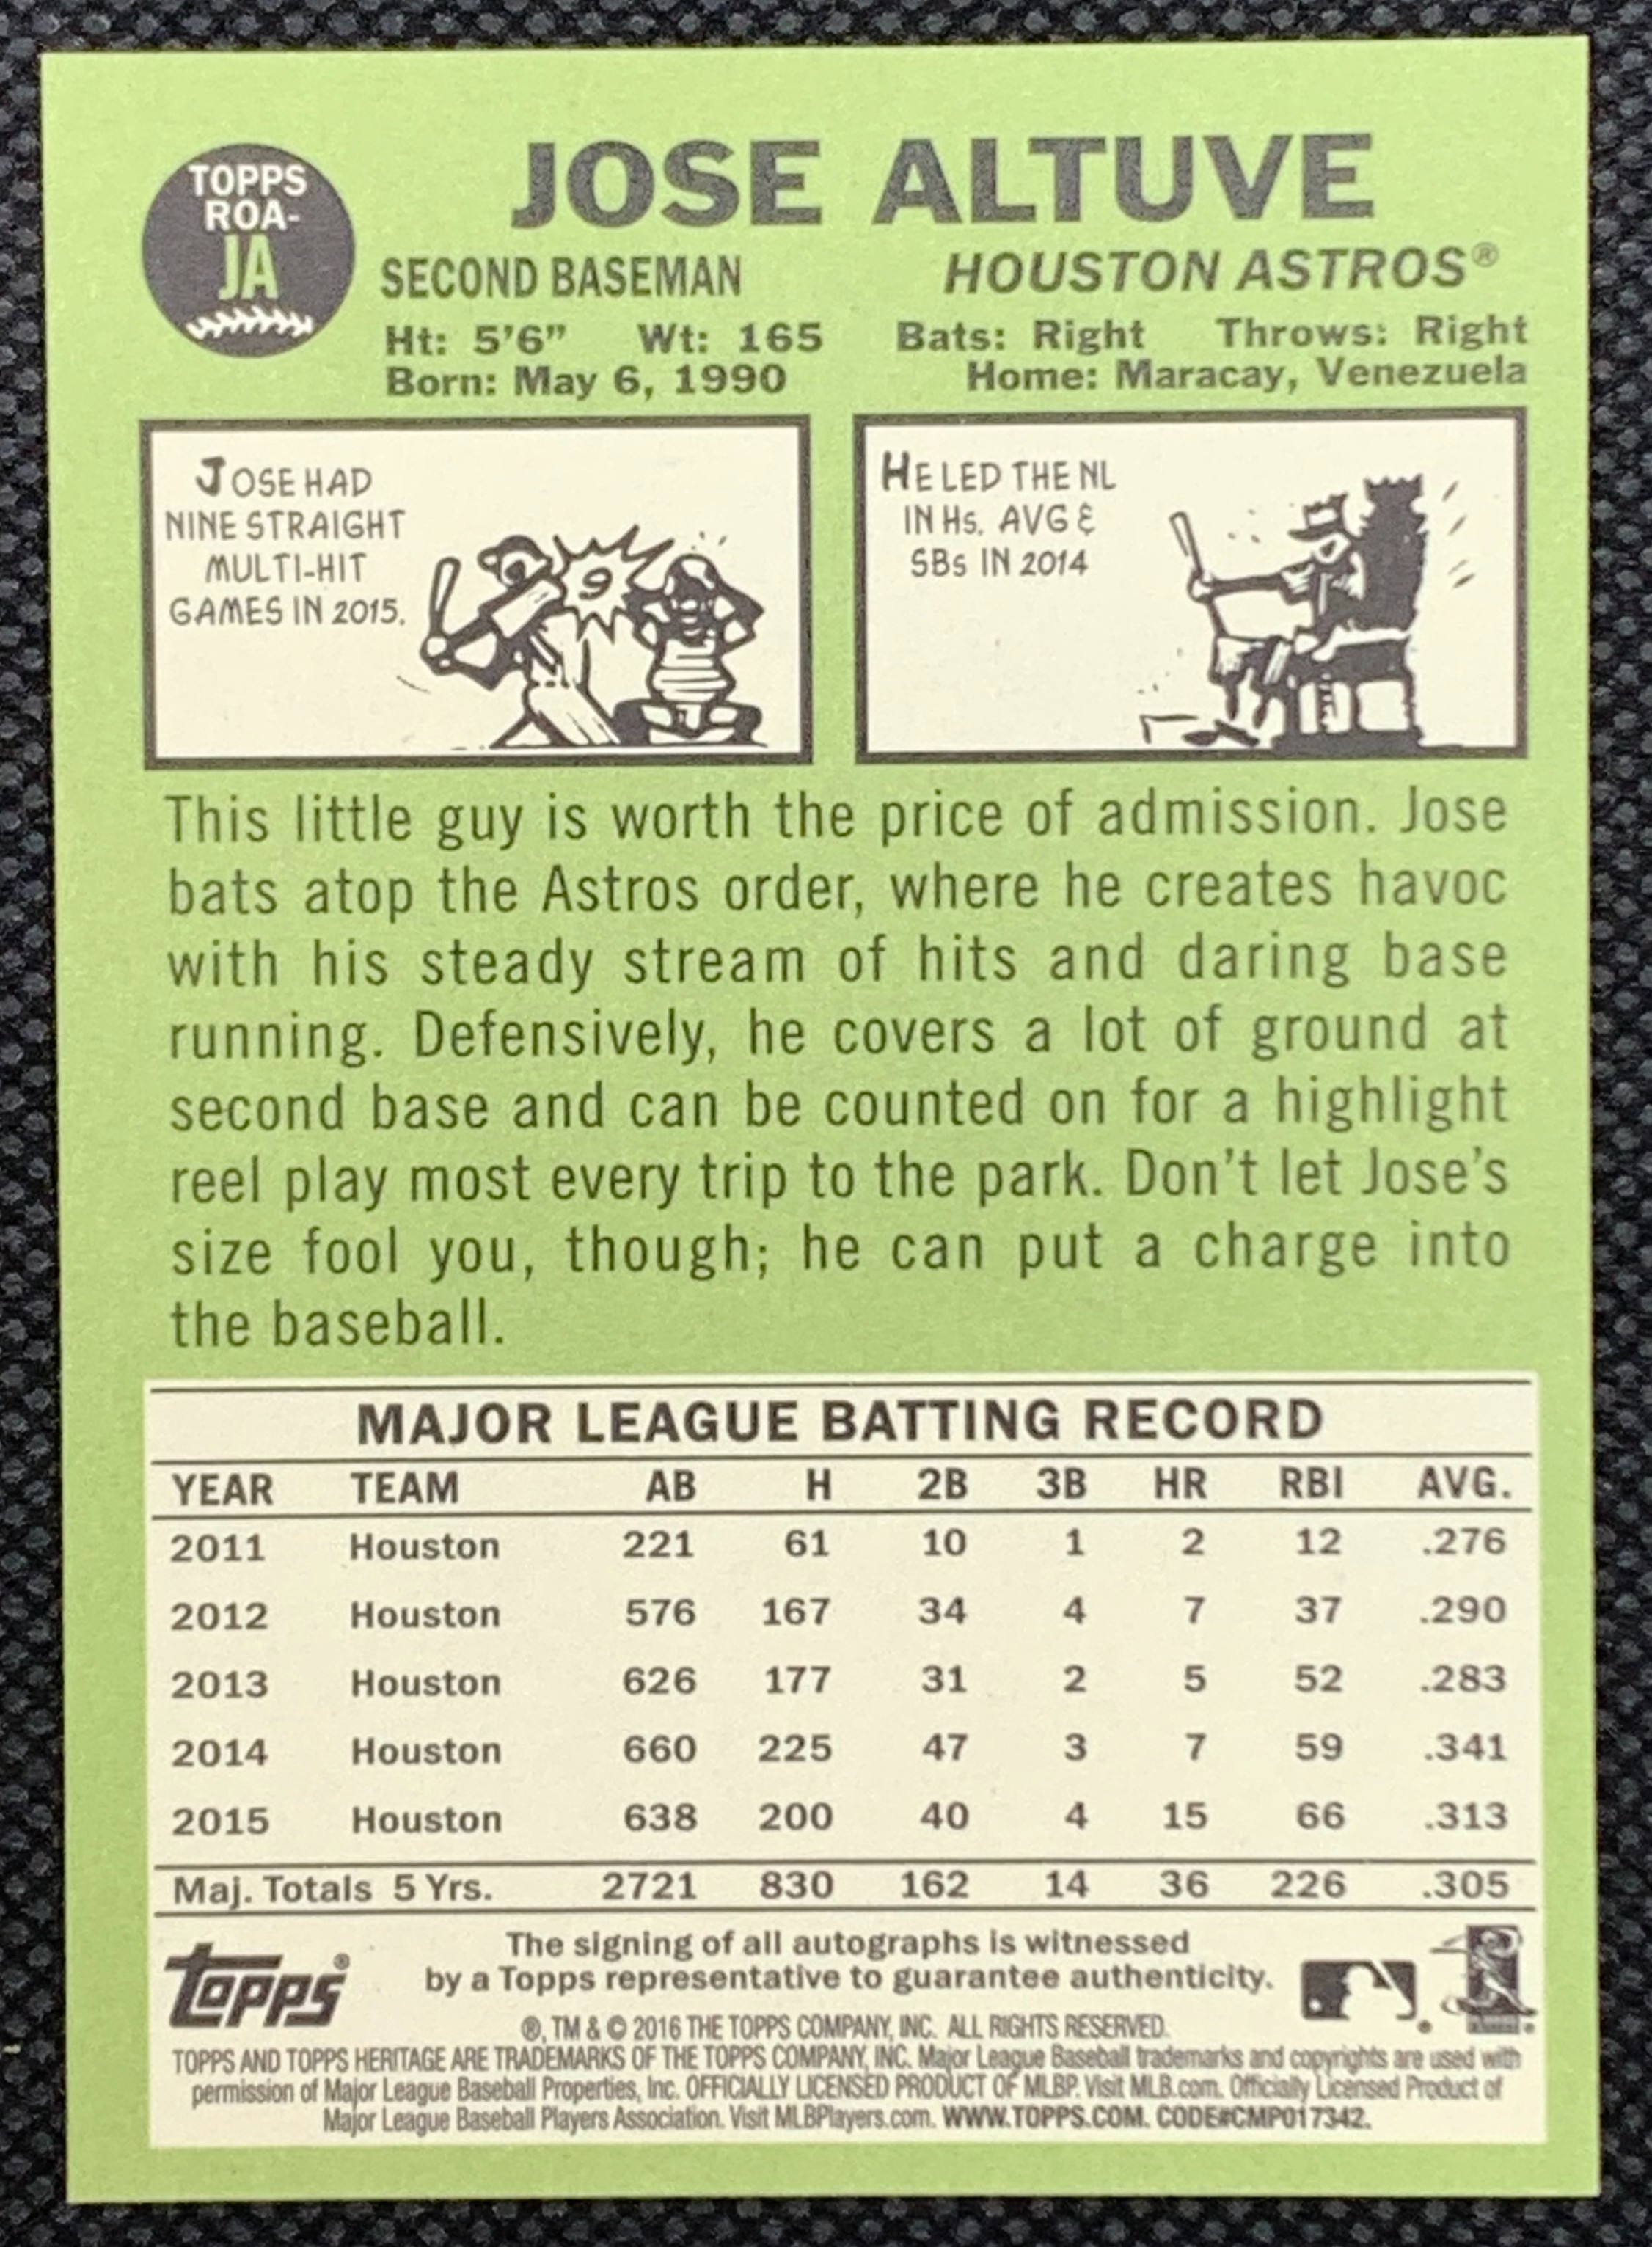 TOPPS
ROA-
JA
JOSE ALTUVE
SECOND BASEMAN HOUSTON ASTROS®
Ht: 5'6" Wt: 165 Bats: Right Throws: Right
Born: May 6, 1990 Home: Maracay, Venezuela
JOSE HAD
NINE STRAIGHT
MULTI-HIT
GAMES IN 2015.
9
HE LED THE NL
IN Hs, AVG &
SBs IN 2014
This little guy is worth the price of admission. Jose
bats atop the Astros order, where he creates havoc
with his steady stream of hits and daring base
running. Defensively, he covers a lot of ground at
second base and can be counted on for a highlight
reel play most every trip to the park. Don't let Jose's
size fool you, though; he can put a charge into
the baseball.
MAJOR LEAGUE BATTING RECORD
YEAR TEAM AB H 2B 3B HR RBI AVG.
2011 Houston 221 61 10 1 2 12 .276
2012 Houston 576 167 34 4 7 37 .290
2013 Houston 626 177 31 2 5 52 .283
2014 Houston 660 225 47 3 7 59 .341
2015 Houston 638 200 40 4 15 66 .313
Maj. Totals 5 Yrs. 2721 830 162 14 36 226 .305
topps®
The signing of all autographs is witnessed
by a Topps representative to guarantee authenticity.
®, TM & © 2016 THE TOPPS COMPANY, INC. ALL RIGHTS RESERVED.
TOPPS AND TOPPS HERITAGE ARE TRADEMARKS OF THE TOPPS COMPANY, INC. Major League Baseball trademarks and copyrights are used with
permission of Major League Baseball Properties, Inc. OFFICIALLY LICENSED PRODUCT OF MLBP. Visit MLB.com. Officially Licensed Product of
Major League Baseball Players Association. Visit MLBPlayers.com. WWW.TOPPS.COM. CODE#CMP017342.